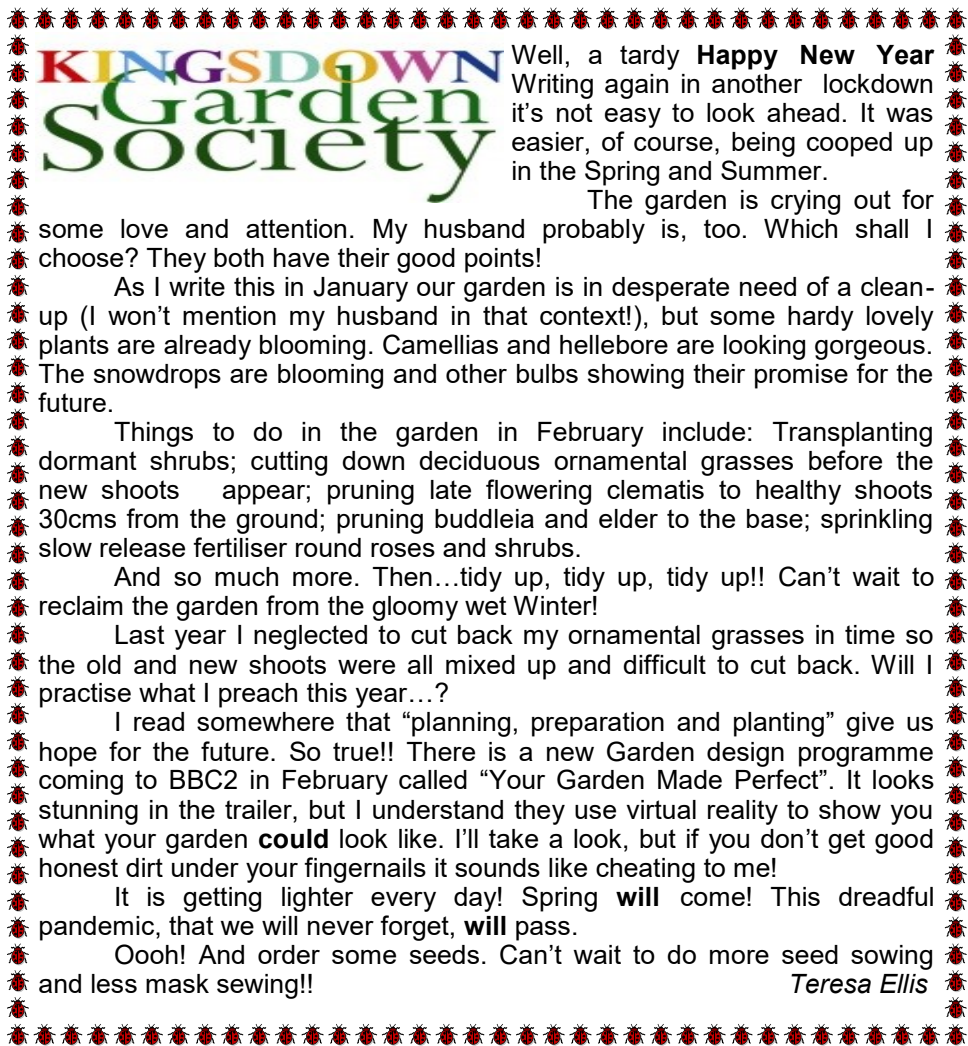 KINGSDOWN
Garden
Society
Well, a tardy Happy New Year
Writing again in another lockdown
it's not easy to look ahead. It was
easier, of course, being cooped up
in the Spring and Summer.
The garden is crying out for
some love and attention. My husband probably is, too. Which shall I
choose? They both have their good points!
As I write this in January our garden is in desperate need of a clean-
up (I won't mention my husband in that context!), but some hardy lovely
plants are already blooming. Camellias and hellebore are looking gorgeous.
The snowdrops are blooming and other bulbs showing their promise for the
future.
Things to do in the garden in February include: Transplanting
dormant shrubs; cutting down deciduous ornamental grasses before the
new shoots appear; pruning late flowering clematis to healthy shoots
30cms from the ground; pruning buddleia and elder to the base; sprinkling
slow release fertiliser round roses and shrubs.
And so much more. Then…tidy up, tidy up, tidy up!! Can't wait to
reclaim the garden from the gloomy wet Winter!
Last year I neglected to cut back my ornamental grasses in time so
the old and new shoots were all mixed up and difficult to cut back. Will I
practise what I preach this year…?
I read somewhere that “planning, preparation and planting” give us
hope for the future. So true!! There is a new Garden design programme
coming to BBC2 in February called “Your Garden Made Perfect”. It looks
stunning in the trailer, but I understand they use virtual reality to show you
what your garden could look like. I'll take a look, but if you don't get good
honest dirt under your fingernails it sounds like cheating to me!
It is getting lighter every day! Spring will come! This dreadful
pandemic, that we will never forget, will pass.
Oooh! And order some seeds. Can't wait to do more seed sowing
and less mask sewing!! Teresa Ellis